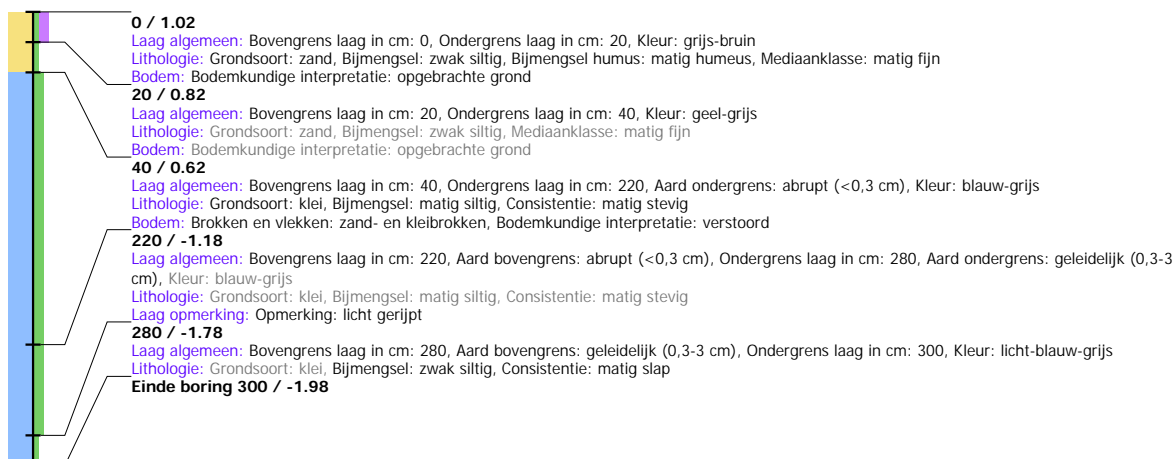 0 / 1.02
Laag algemeen: Bovengrens laag in cm: 0, Ondergrens laag in cm: 20, Kleur: grijs-bruin
Lithologie: Grondsoort: zand, Bijmengsel: zwak siltig, Bijmengsel humus: matig humeus, Mediaanklasse: matig fijn
Bodem: Bodemkundige interpretatie: opgebrachte grond
20 / 0.82
Laag algemeen: Bovengrens laag in cm: 20, Ondergrens laag in cm: 40, Kleur: geel-grijs
Lithologie: Grondsoort: zand, Bijmengsel: zwak siltig, Mediaanklasse: matig fijn
Bodem: Bodemkundige interpretatie: opgebrachte grond
40 / 0.62
Laag algemeen: Bovengrens laag in cm: 40, Ondergrens laag in cm: 220, Aard ondergrens: abrupt (<0,3 cm), Kleur: blauw-grijs
Lithologie: Grondsoort: klei, Bijmengsel: matig siltig, Consistentie: matig stevig
Bodem: Brokken en vlekken: zand- en kleibrokken, Bodemkundige interpretatie: verstoord
220 / -1.18
Laag algemeen: Bovengrens laag in cm: 220, Aard bovengrens: abrupt (<0,3 cm), Ondergrens laag in cm: 280, Aard ondergrens: geleidelijk (0,3-3
cm), Kleur: blauw-grijs
Lithologie: Grondsoort: klei, Bijmengsel: matig siltig, Consistentie: matig stevig
Laag opmerking: Opmerking: licht gerijpt
280 / -1.78
Laag algemeen: Bovengrens laag in cm: 280, Aard bovengrens: geleidelijk (0,3-3 cm), Ondergrens laag in cm: 300, Kleur: licht-blauw-grijs
Lithologie: Grondsoort: klei, Bijmengsel: zwak siltig, Consistentie: matig slap
Einde boring 300 / -1.98